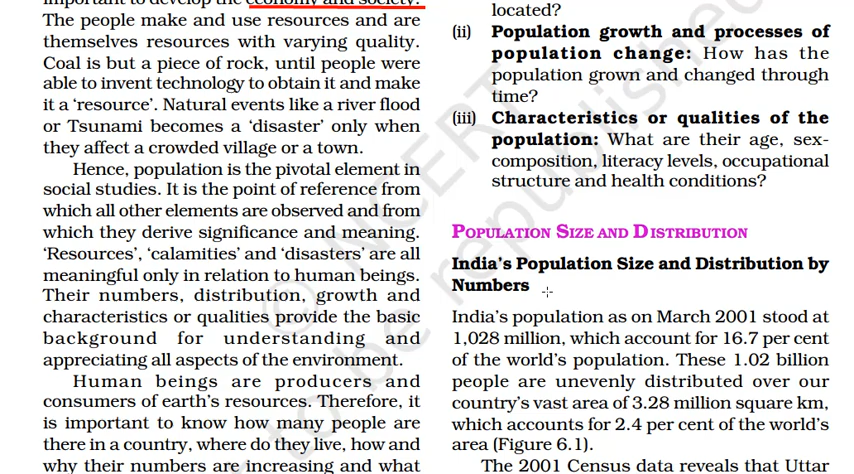 important to develop the economy and society.
The people make and use resources and are
themselves resources with varying quality.
Coal is but a piece of rock, until people were
able to invent technology to obtain it and make
it a ‘resource’. Natural events like a river flood
or Tsunami becomes a ‘disaster’ only when
they affect a crowded village or a town.
Hence, population is the pivotal element in
social studies. It is the point of reference from
which all other elements are observed and from
which they derive significance and meaning.
‘Resources’, ‘calamities’ and ‘disasters’ are all
meaningful only in relation to human beings.
Their numbers, distribution, growth and
characteristics or qualities provide the basic
background for understanding and
appreciating all aspects of the environment.
Human beings are producers and
consumers of earth’s resources. Therefore, it
is important to know how many people are
there in a country, where do they live, how and
why their numbers are increasing and what
located?
(ii) Population growth and processes of
population change: How has the
population grown and changed through
time?
(iii) Characteristics or qualities of the
population: What are their age, sex-
composition, literacy levels, occupational
structure and health conditions?
POPULATION SIZE AND DISTRIBUTION
India’s Population Size and Distribution by
Numbers
India’s population as on March 2001 stood at
1,028 million, which account for 16.7 per cent
of the world’s population. These 1.02 billion
people are unevenly distributed over our
country’s vast area of 3.28 million square km,
which accounts for 2.4 per cent of the world’s
area (Figure 6.1).
The 2001 Census data reveals that Uttar
© NCERT
to be republished